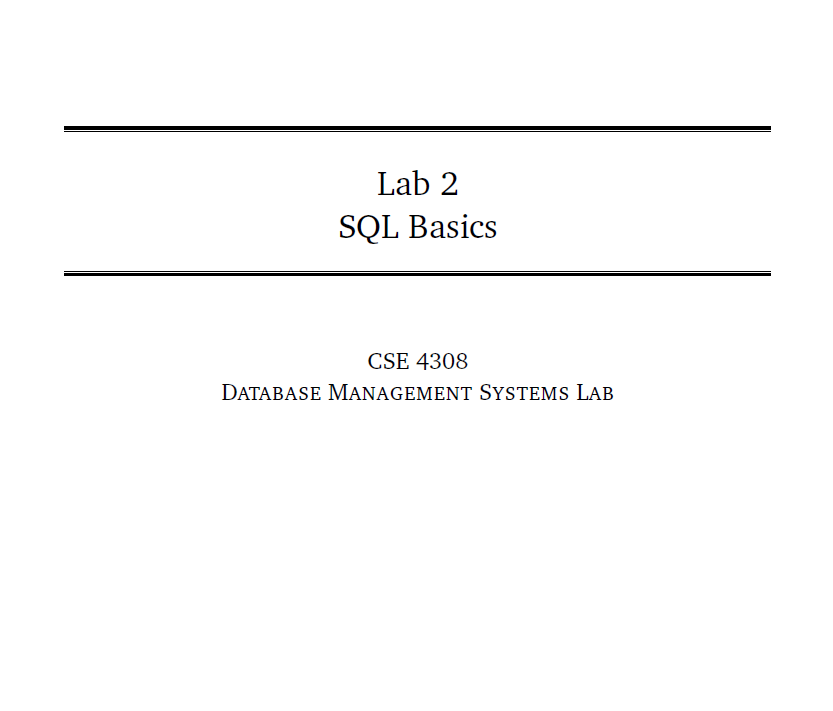 Lab 2
SQL Basics
CSE 4308
DATABASE MANAGEMENT SYSTEMS LAB